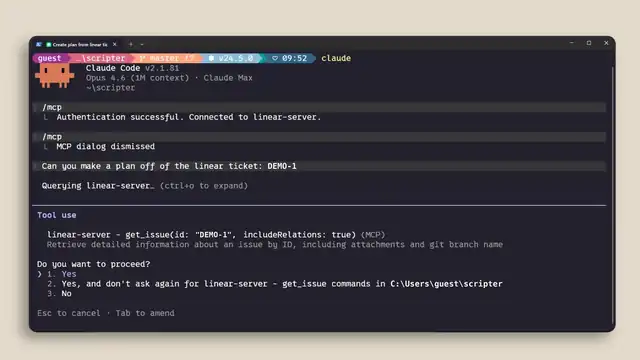 Create plan from linear tic
guest ..\scripter master v24.5.0 09:52 claude
Claude Code v2.1.81
Opus 4.6 (1M context) · Claude Max
~\scripter
/mcp
Authentication successful. Connected to linear-server.
/mcp
MCP dialog dismissed
Can you make a plan off of the linear ticket: DEMO-1
Querying linear-server… (ctrl+o to expand)
Tool use
linear-server - get_issue(id: "DEMO-1", includeRelations: true) (MCP)
Retrieve detailed information about an issue by ID, including attachments and git branch name
Do you want to proceed?
❯ 1. Yes
2. Yes, and don't ask again for linear-server - get_issue commands in C:\Users\guest\scripter
3. No
Esc to cancel · Tab to amend